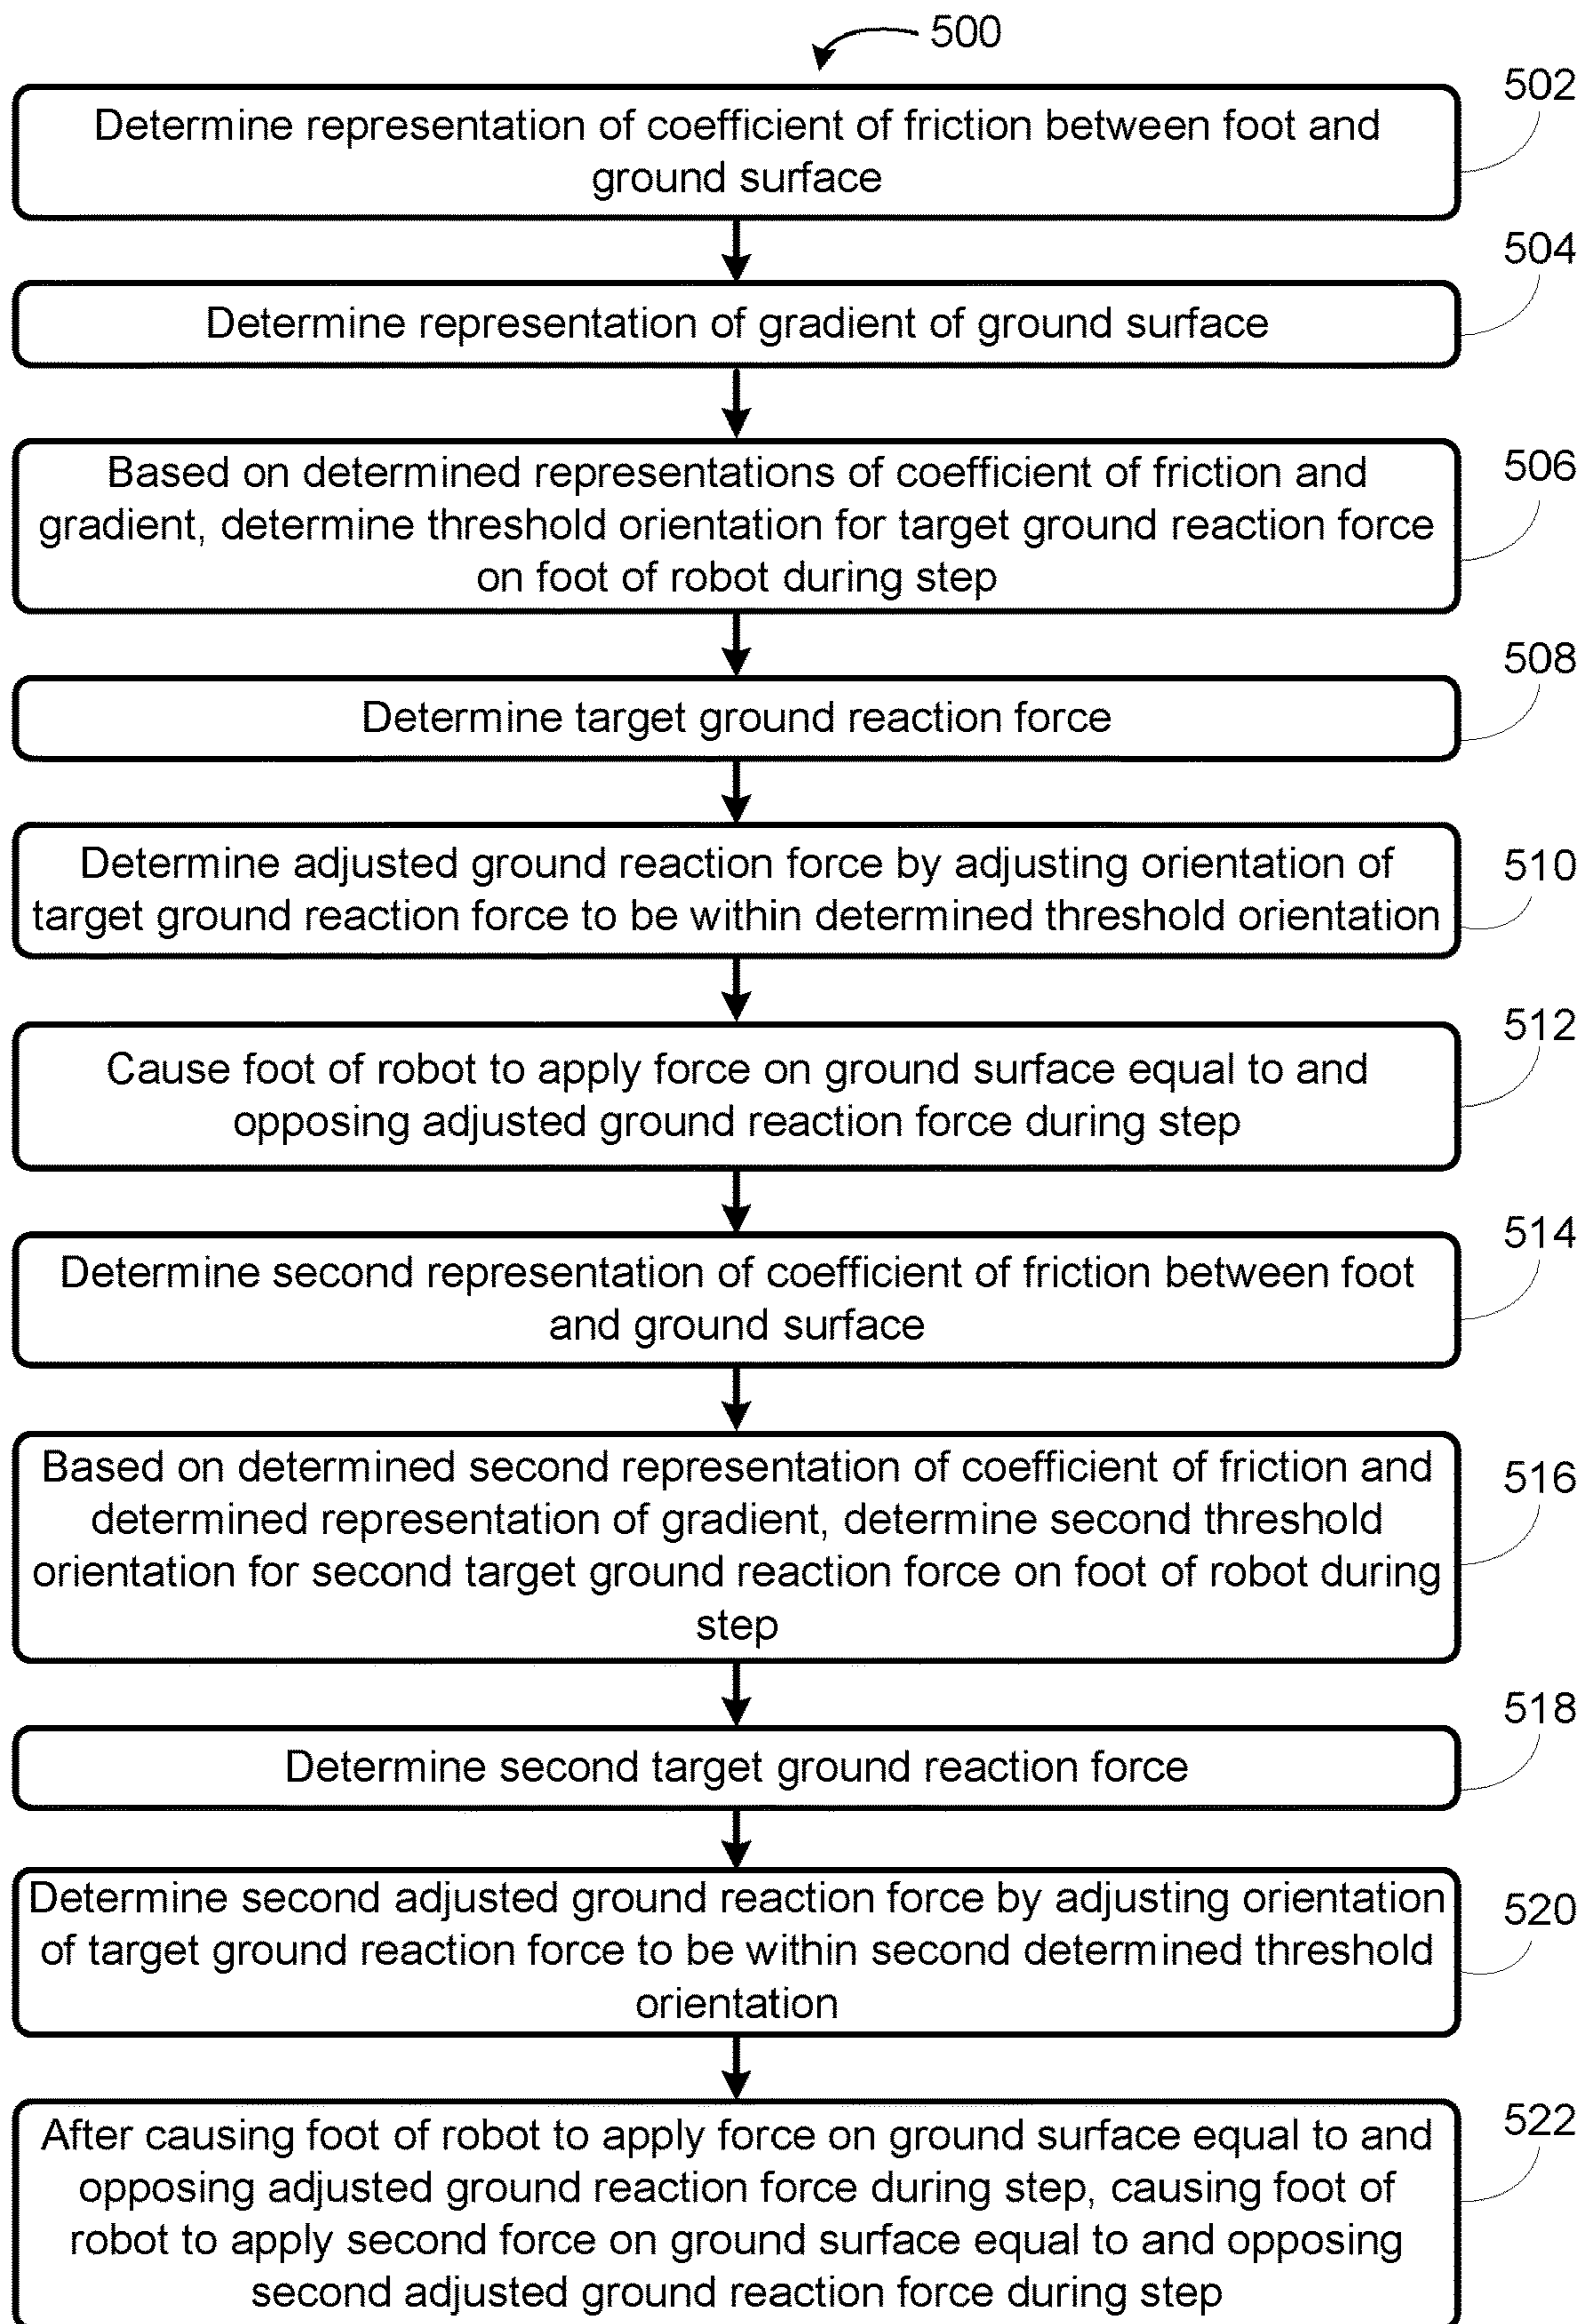 500
502
Determine representation of coefficient of friction between foot and
ground surface
504
Determine representation of gradient of ground surface
506
Based on determined representations of coefficient of friction and
gradient, determine threshold orientation for target ground reaction force
on foot of robot during step
508
Determine target ground reaction force
510
Determine adjusted ground reaction force by adjusting orientation of
target ground reaction force to be within determined threshold orientation
512
Cause foot of robot to apply force on ground surface equal to and
opposing adjusted ground reaction force during step
514
Determine second representation of coefficient of friction between foot
and ground surface
516
Based on determined second representation of coefficient of friction and
determined representation of gradient, determine second threshold
orientation for second target ground reaction force on foot of robot during
step
518
Determine second target ground reaction force
520
Determine second adjusted ground reaction force by adjusting orientation
of target ground reaction force to be within second determined threshold
orientation
522
After causing foot of robot to apply force on ground surface equal to and
opposing adjusted ground reaction force during step, causing foot of
robot to apply second force on ground surface equal to and opposing
second adjusted ground reaction force during step